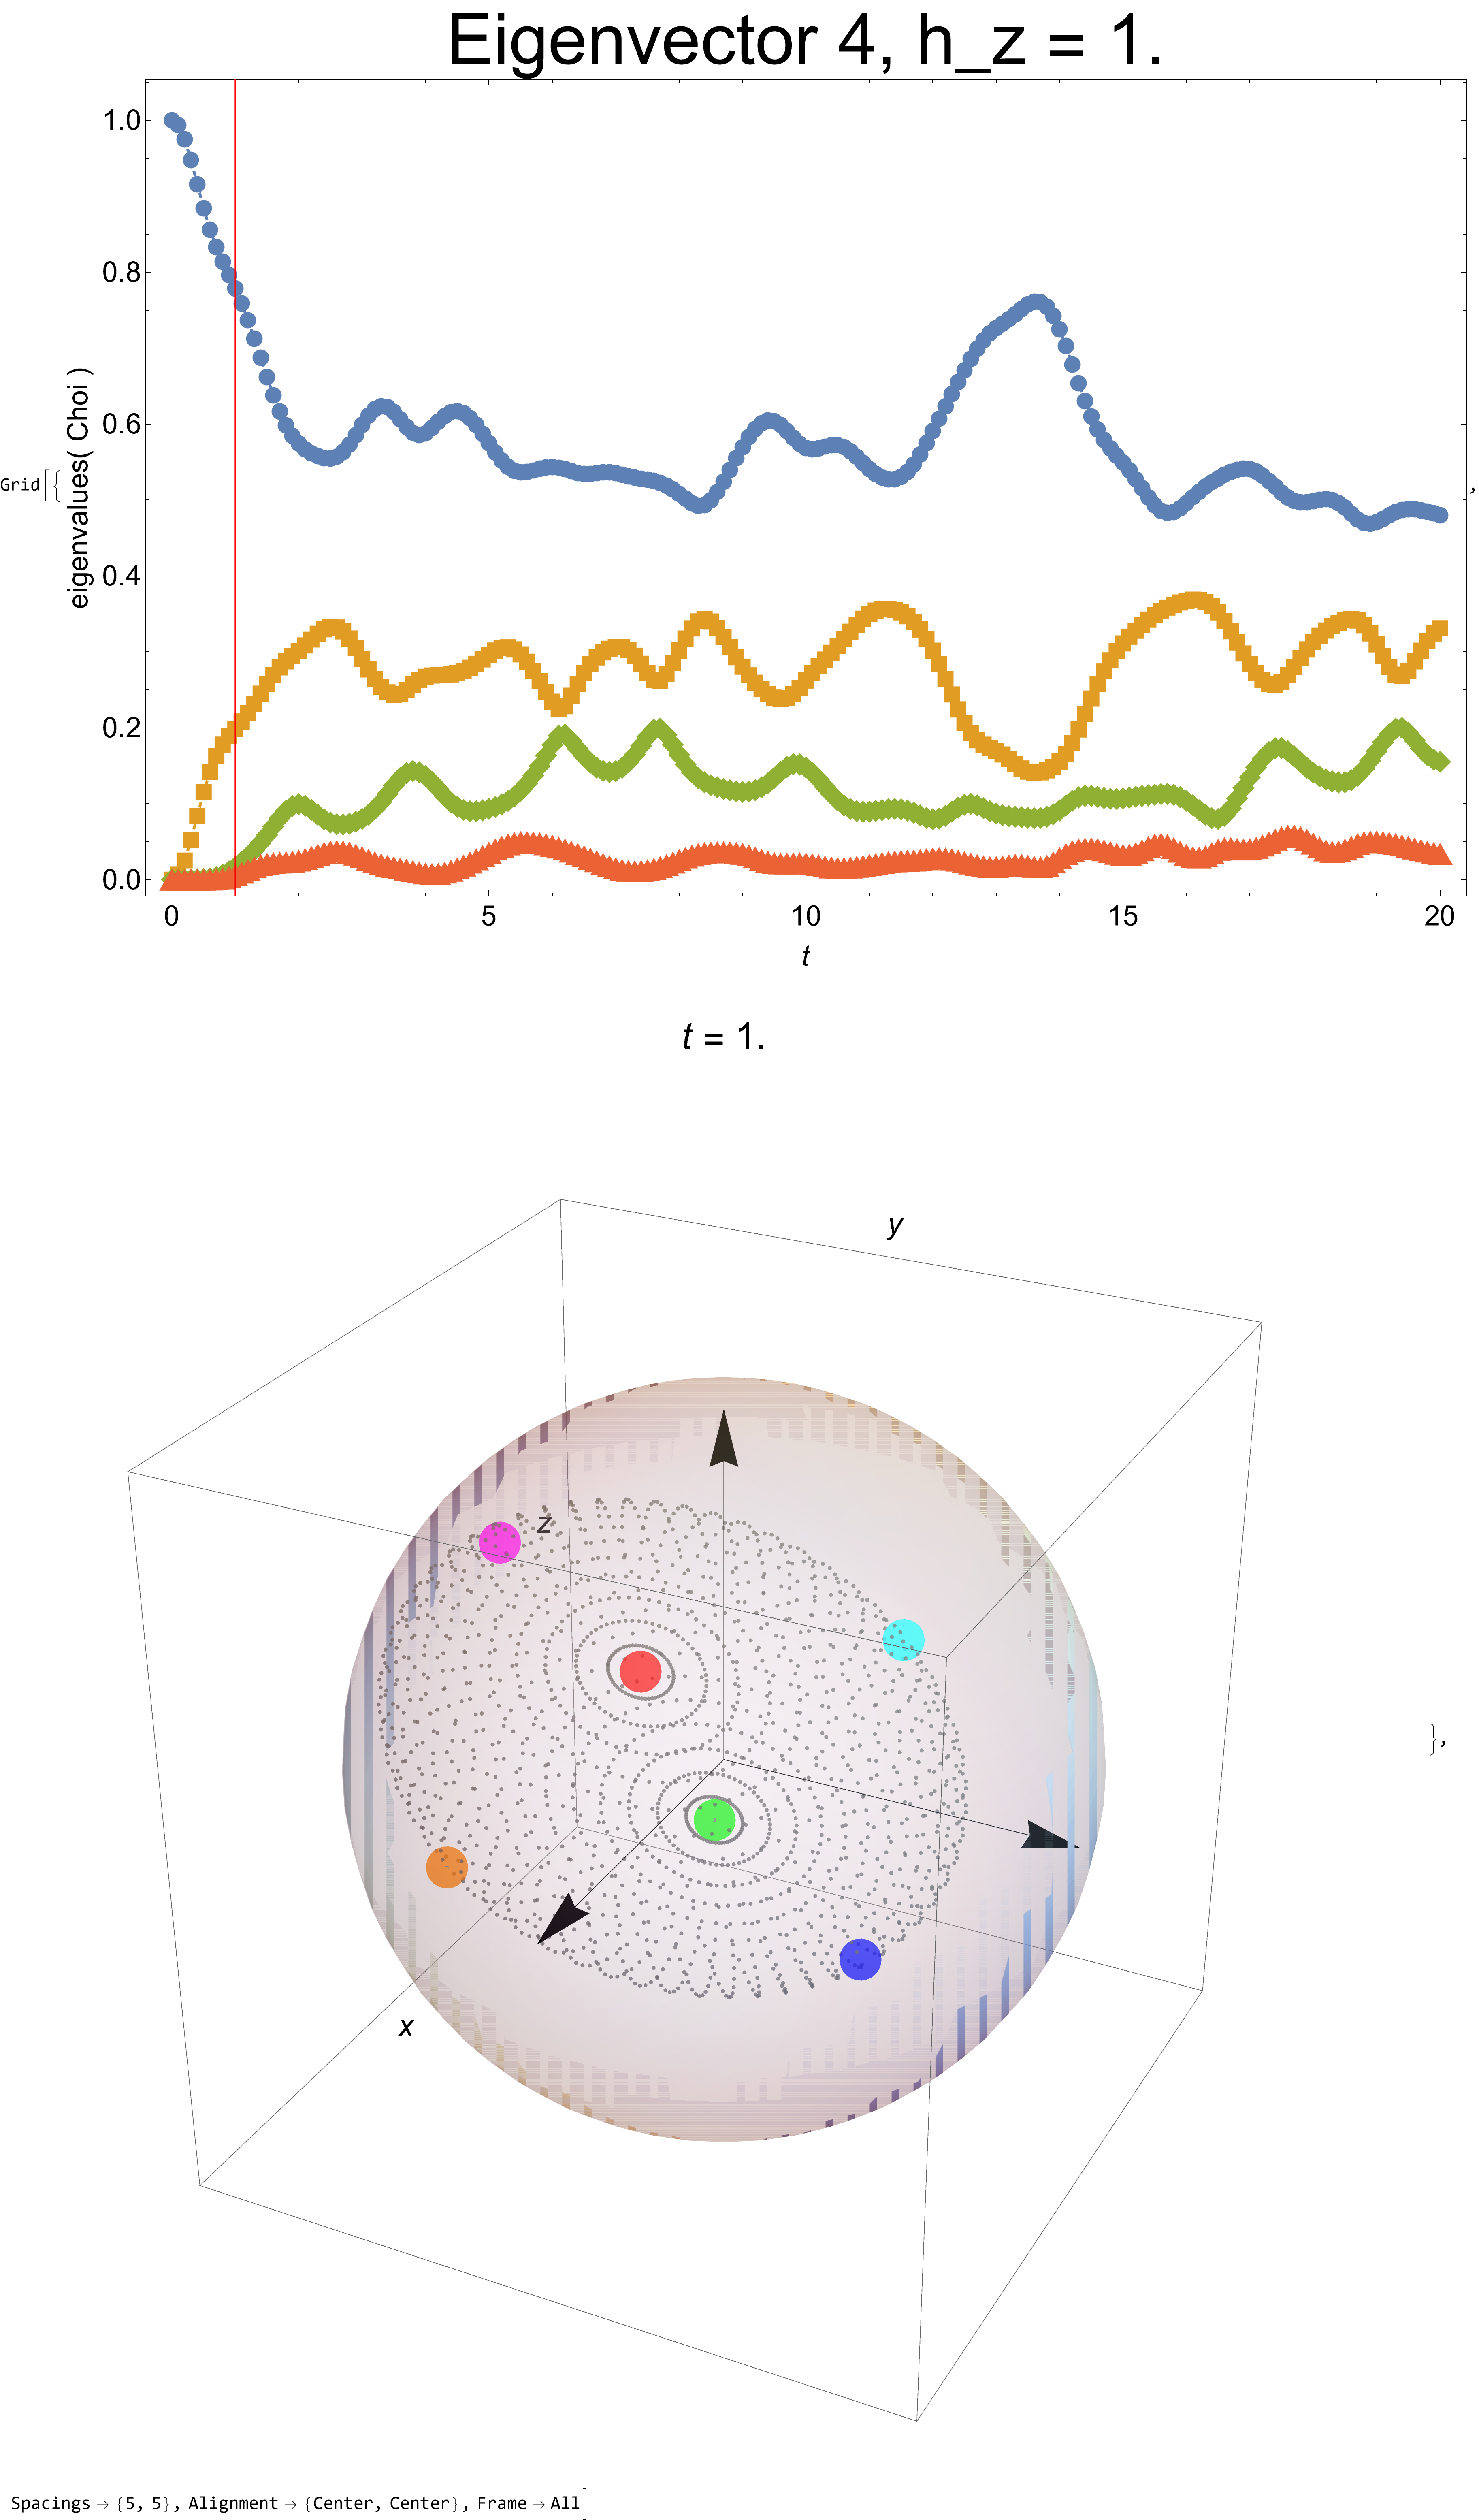 Eigenvector 4, h_z = 1.
1.0
0.8
0.6
0.4
0.2
0.0
eigenvalues( Choi )
Grid[{
,
0 5 10 15 20
t
t = 1.
y
z
x
},
Spacings → {5, 5}, Alignment → {Center, Center}, Frame → All]